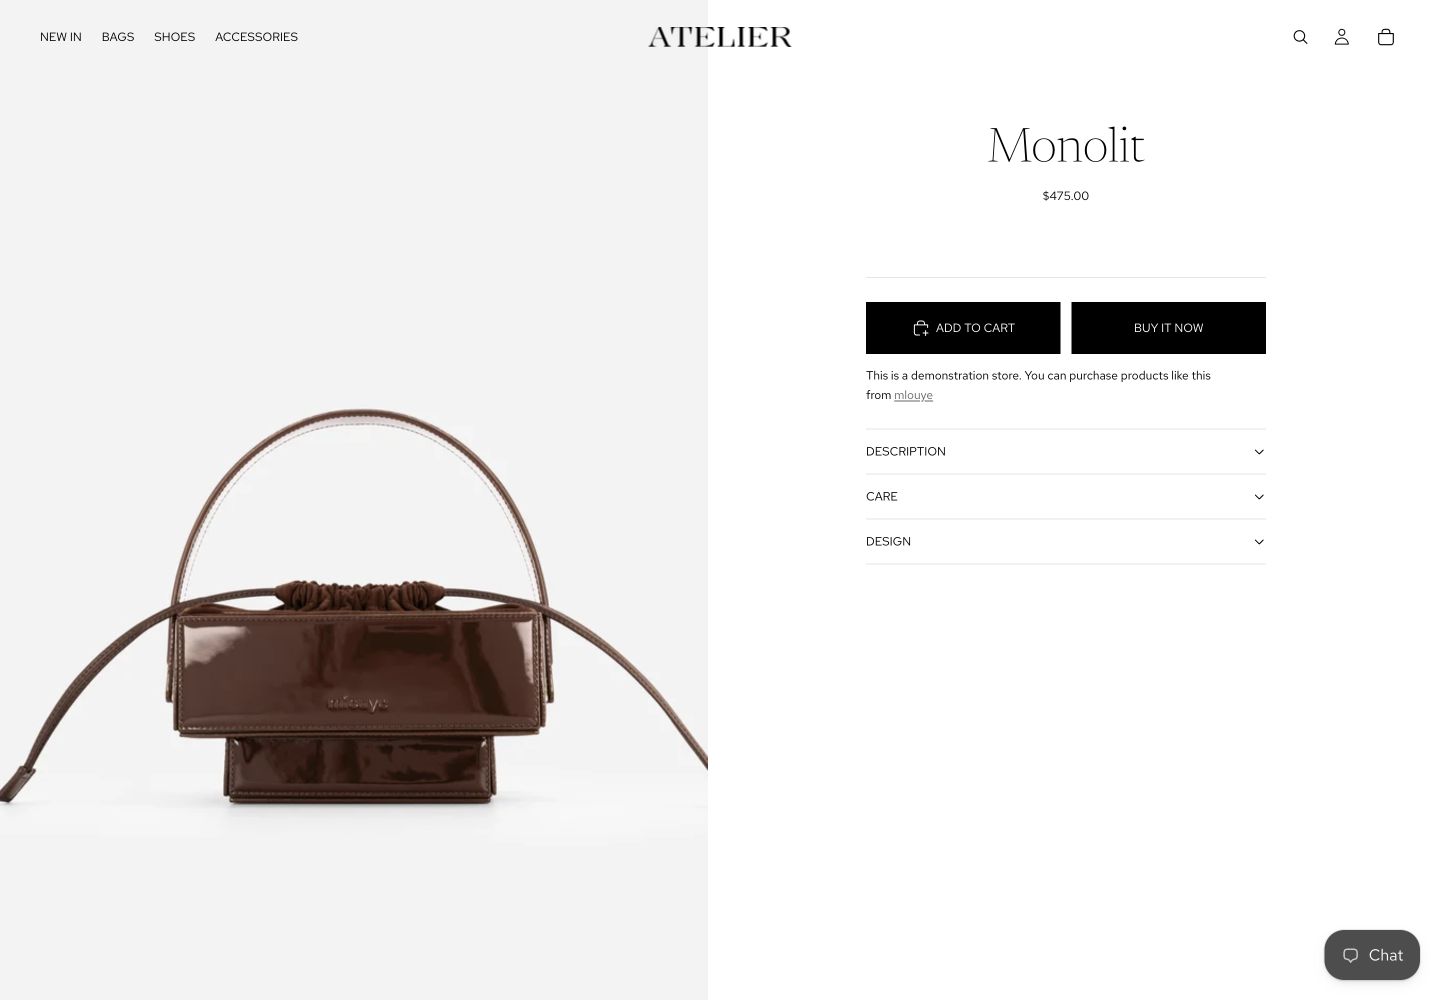 NEW IN BAGS SHOES ACCESSORIES
ATELIER
Monolit
$475.00
ADD TO CART
BUY IT NOW
This is a demonstration store. You can purchase products like this
from mlouye
DESCRIPTION
CARE
DESIGN
mlouye
Chat